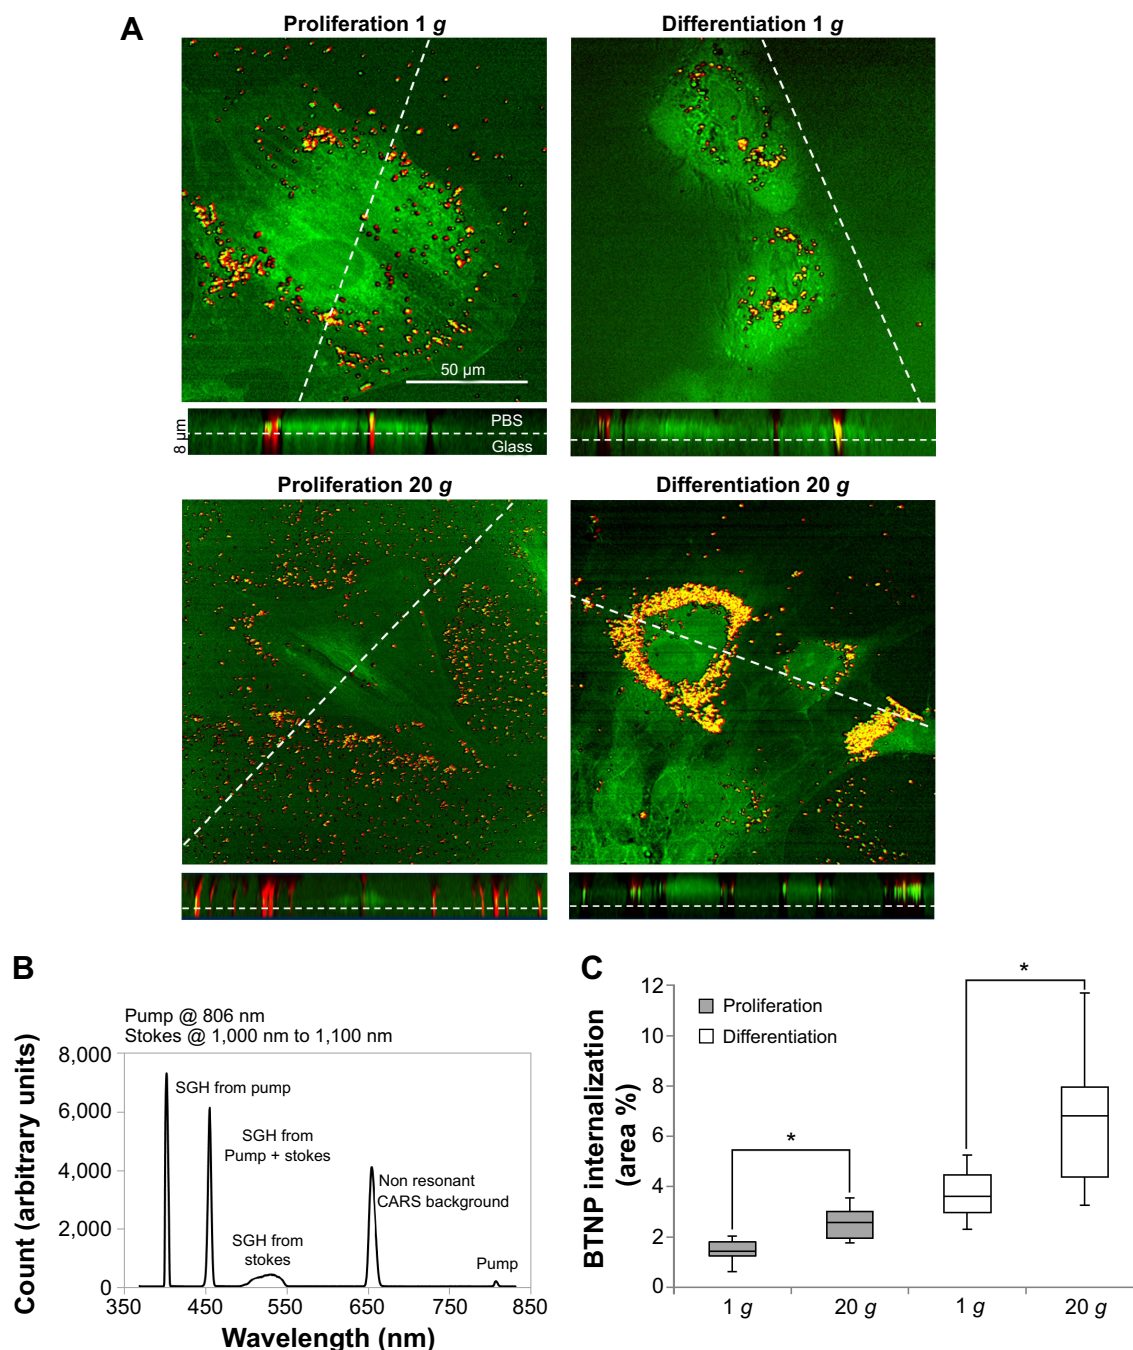 A
Proliferation 1 g
Differentiation 1 g
50 µm
8 µm
PBS
Glass
Proliferation 20 g
Differentiation 20 g
B
Pump @ 806 nm
Stokes @ 1,000 nm to 1,100 nm
Count (arbitrary units)
8,000
6,000
4,000
2,000
0
SGH from pump
SGH from
Pump + stokes
SGH from
stokes
Non resonant
CARS background
Pump
350
450
550
650
750
850
Wavelength (nm)
C
BTNP internalization
(area %)
12
10
8
6
4
2
0
Proliferation
Differentiation
*
*
1 g
20 g
1 g
20 g